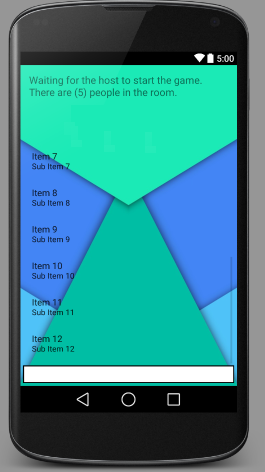 5:00
Waiting for the host to start the game.
There are (5) people in the room.
Item 7
Sub Item 7
Item 8
Sub Item 8
Item 9
Sub Item 9
Item 10
Sub Item 10
Item 11
Sub Item 11
Item 12
Sub Item 12